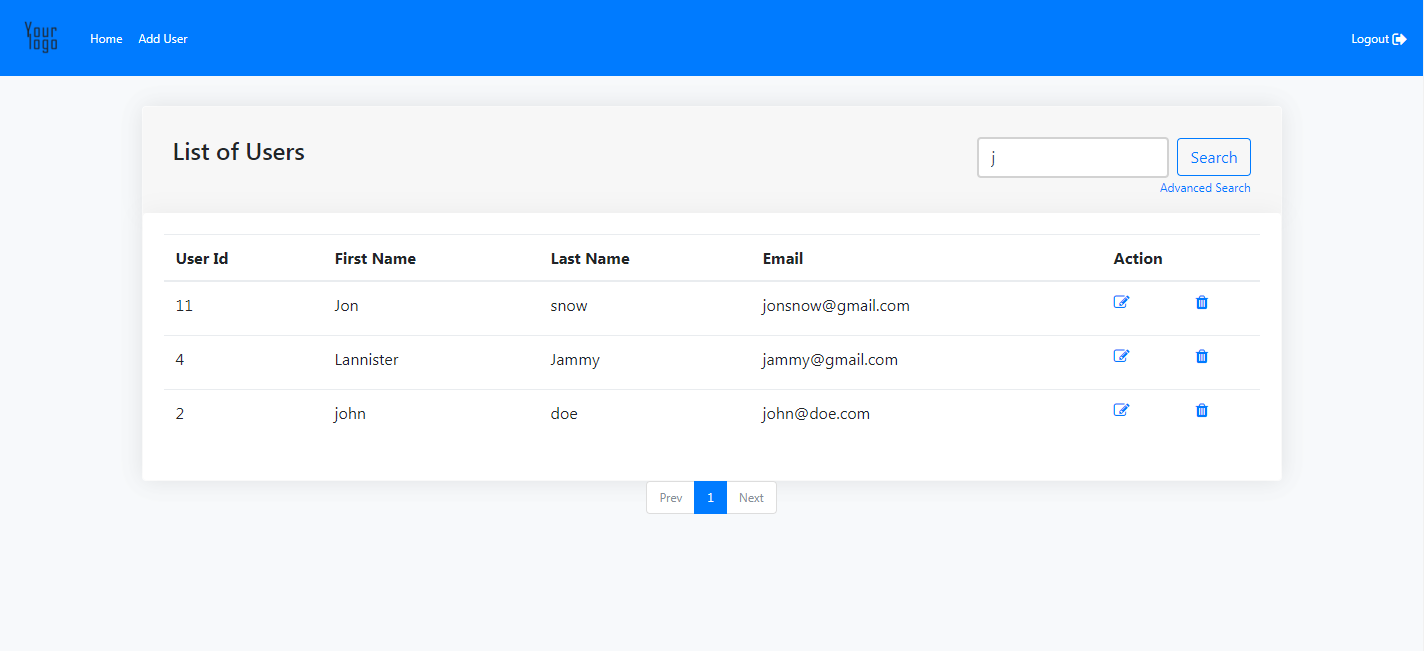 Your
logo
Home Add User Logout
List of Users
j Search
Advanced Search
User Id First Name Last Name Email Action
11 Jon snow jonsnow@gmail.com
4 Lannister Jammy jammy@gmail.com
2 john doe john@doe.com
Prev 1 Next